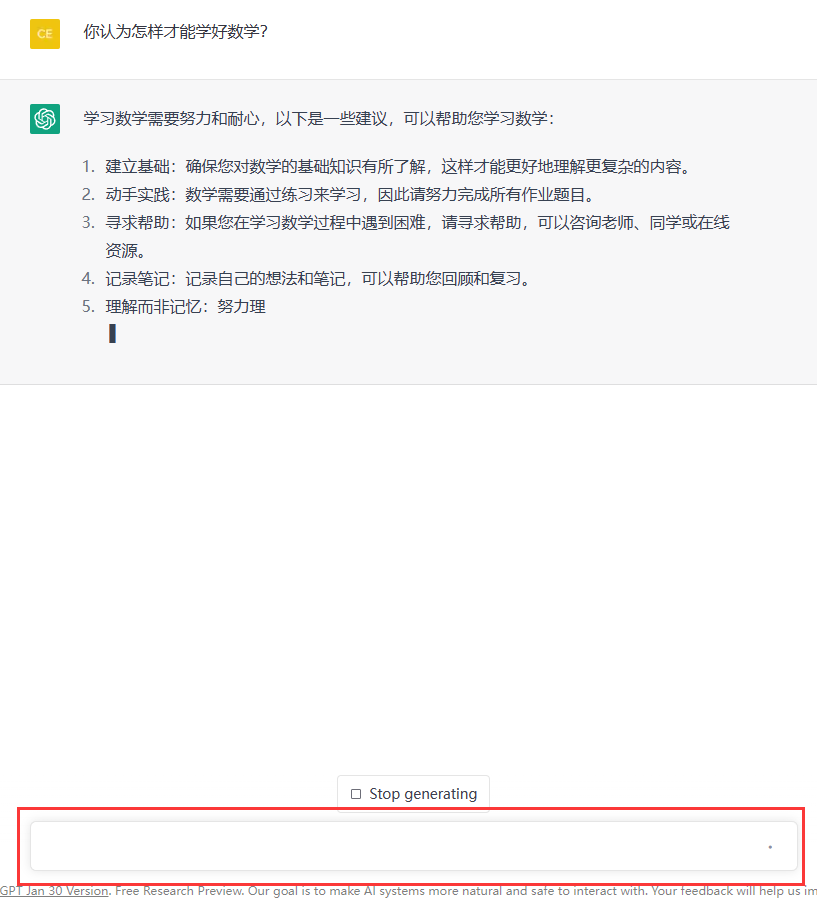 CE
你认为怎样才能学好数学？
学习数学需要努力和耐心，以下是一些建议，可以帮助您学习数学：
1. 建立基础：确保您对数学的基础知识有所了解，这样才能更好地理解更复杂的内容。
2. 动手实践：数学需要通过练习来学习，因此请努力完成所有作业题目。
3. 寻求帮助：如果您在学习数学过程中遇到困难，请寻求帮助，可以咨询老师、同学或在线
资源。
4. 记录笔记：记录自己的想法和笔记，可以帮助您回顾和复习。
5. 理解而非记忆：努力理
Stop generating
GPT Jan 30 Version. Free Research Preview. Our goal is to make AI systems more natural and safe to interact with. Your feedback will help us im